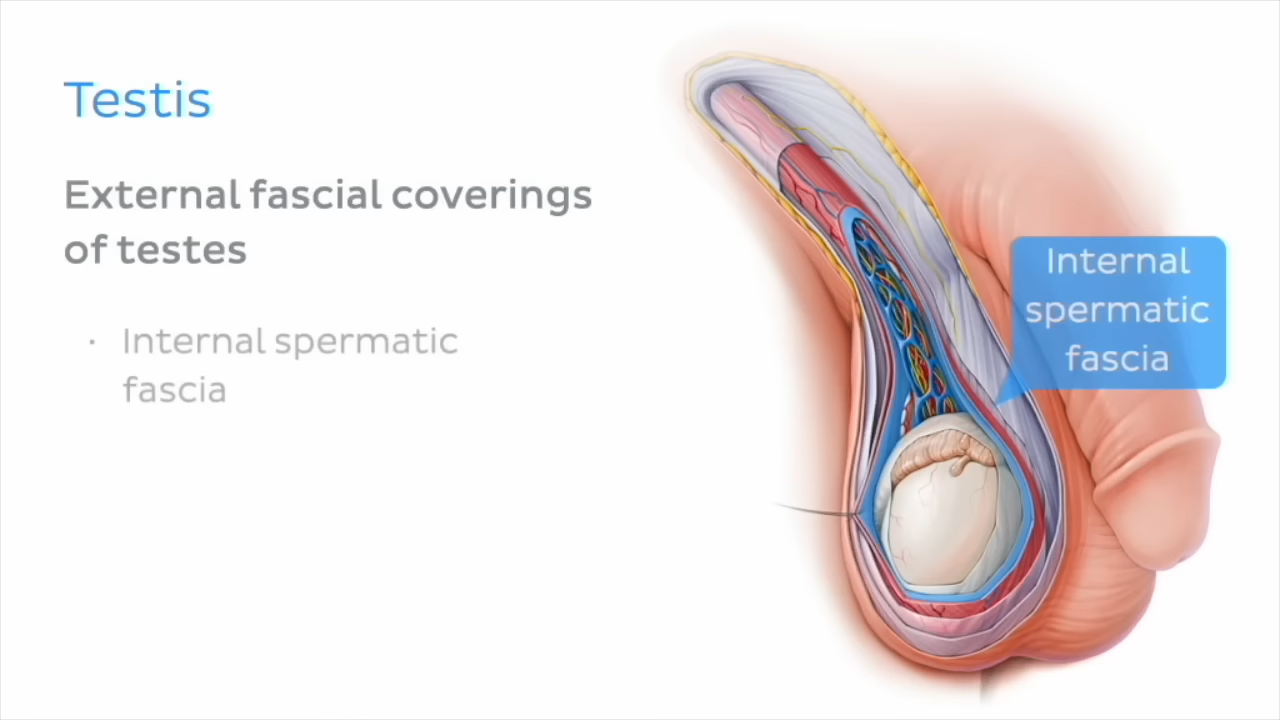 Testis
External fascial coverings
of testes
· Internal spermatic
fascia
Internal
spermatic
fascia